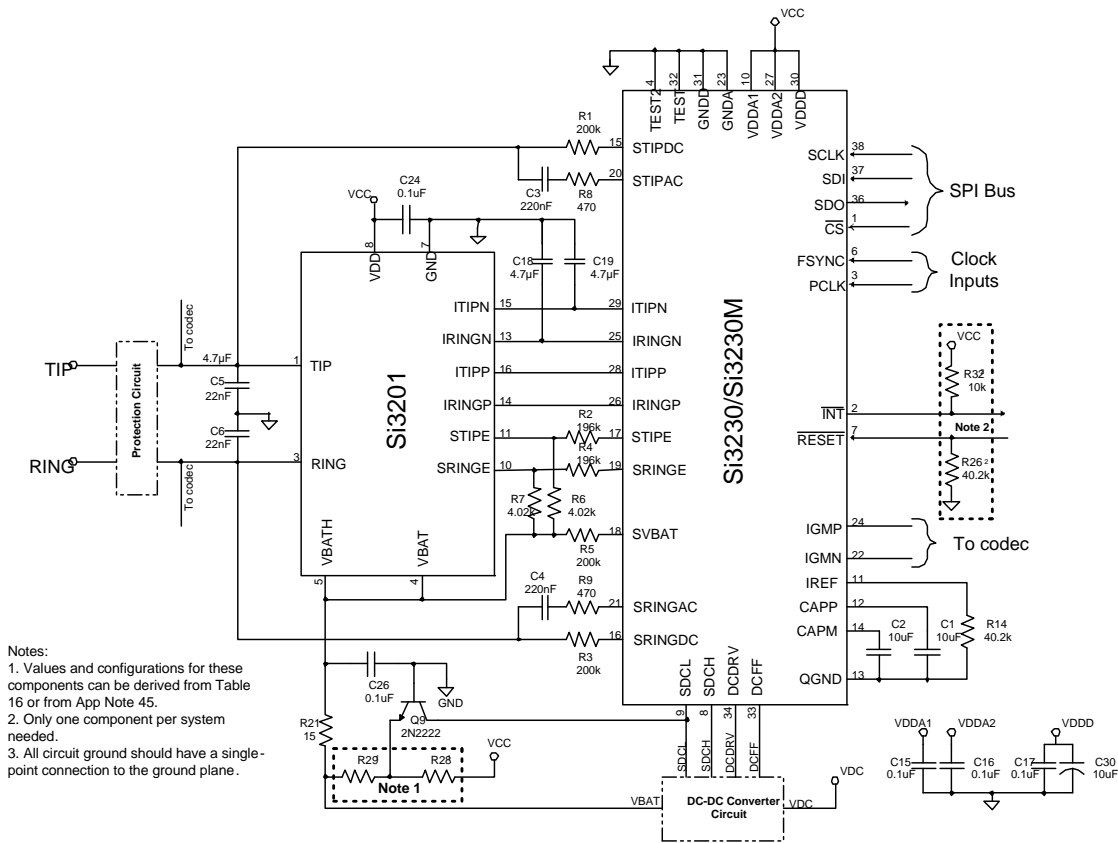 VCC
4
32
31
23
10
27
30
TEST2
TEST
GNDD
GNDA
VDDA1
VDDA2
VDDD
R1
200k
15
STIPDC
SCLK
38
20
STIPAC
SDI
37
SPI Bus
C3
220nF
R8
470
SDO
36
CS
1
VCC
C24
0.1uF
FSYNC
6
Clock
Inputs
PCLK
3
8
7
VDD
GND
C18
4.7µF
C19
4.7µF
ITIPN
15
29
ITIPN
IRINGN
13
25
IRINGN
VCC
To codec
TIP
4.7µF
1
TIP
ITIPP
16
28
ITIPP
R32
10k
C5
22nF
Si3201
Si3230/Si3230M
IRINGP
14
26
IRINGP
INT
2
Protection Circuit
C6
22nF
R2
196k
Note 2
STIPE
11
17
STIPE
RESET
7
RING
3
RING
SRINGE
10
R4
196k
19
SRINGE
R26 2
40.2k
To codec
R7
4.02k
R6
4.02k
VBATH
VBAT
18
SVBAT
IGMP
24
To codec
R5
200k
IGMN
22
5
4
IREF
11
C4
220nF
R9
470
21
SRINGAC
CAPP
12
CAPM
14
C2
10uF
C1
10uF
R14
40.2k
16
SRINGDC
R3
200k
QGND
13
Notes:
1. Values and configurations for these
components can be derived from Table
16 or from App Note 45.
2. Only one component per system
needed.
3. All circuit ground should have a single-
point connection to the ground plane.
C26
0.1uF
GND
Q9
2N2222
SDCL
SDCH
DCDRV
DCFF
9
8
34
33
R21
15
VCC
SDCL
SDCH
DCDRV
DCFF
R29
R28
Note 1
VDDA1
VDDA2
VDDD
C15
0.1uF
C16
0.1uF
C17
0.1uF
C30
10uF
VDC
VBAT
DC-DC Converter
Circuit
VDC